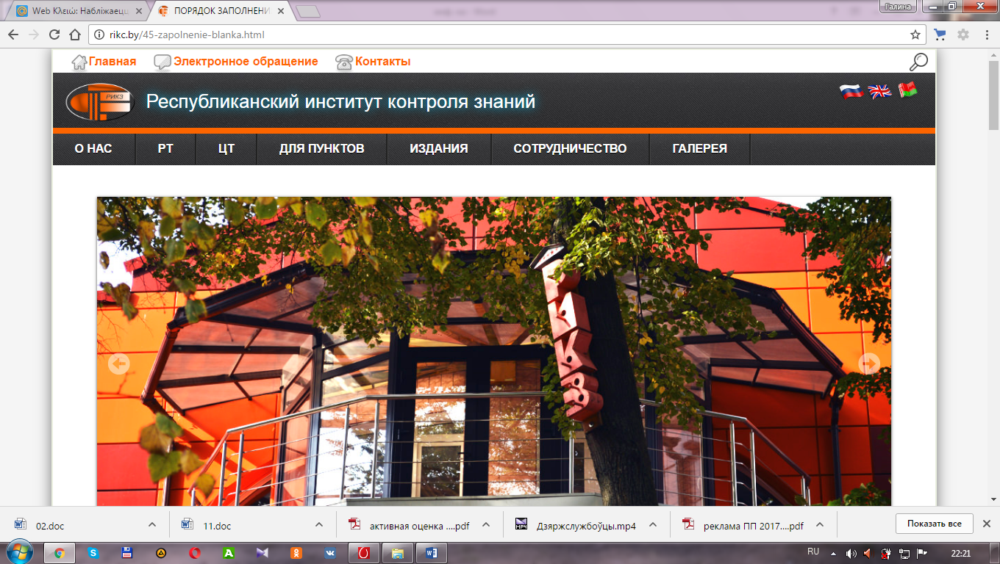 Web Κλειώ: Набліжаецц
ПОРЯДОК ЗАПОЛНЕНИ
Галина
rikc.by/45-zapolnenie-blanka.html
Главная Электронное обращение Контакты
РИКЗ
Республиканский институт контроля знаний
О НАС РТ ЦТ ДЛЯ ПУНКТОВ ИЗДАНИЯ СОТРУДНИЧЕСТВО ГАЛЕРЕЯ
02.doc 11.doc активная оценка ....pdf Дзяржслужбоўцы.mp4 реклама ПП 2017....pdf Показать все
RU 22:21